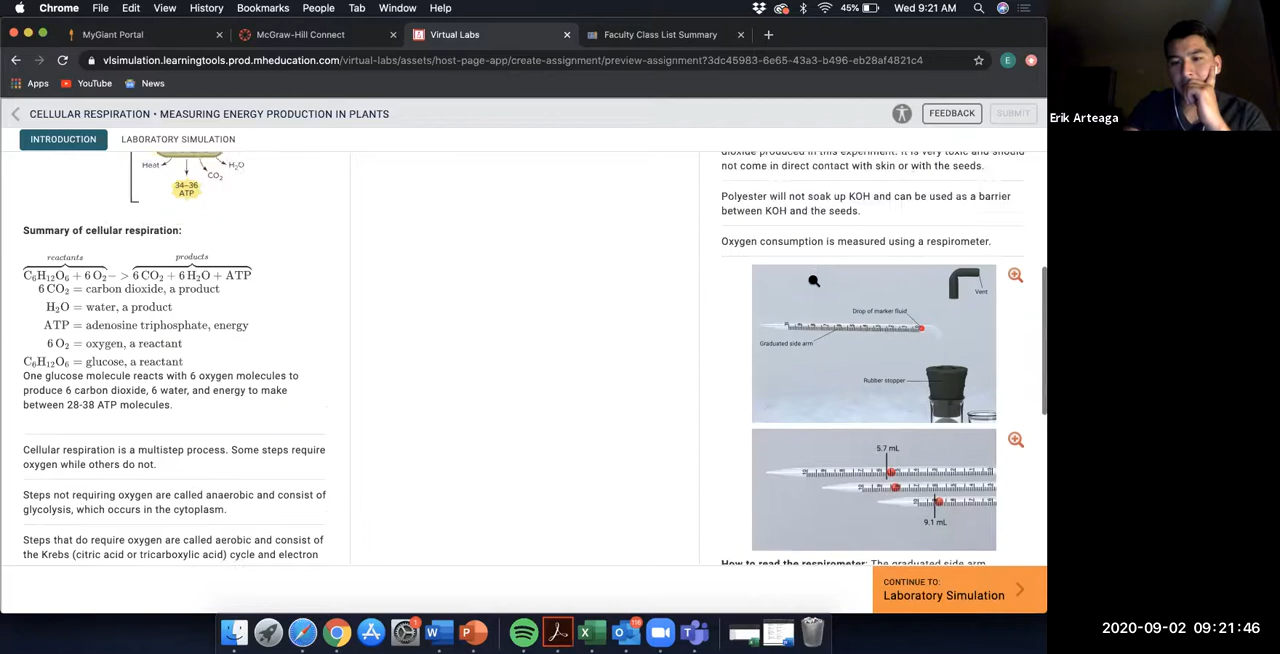 Chrome File Edit View History Bookmarks People Tab Window Help 45% Wed 9:21 AM
MyGiant Portal McGraw-Hill Connect Virtual Labs Faculty Class List Summary
vlsimulation.learningtools.prod.mheducation.com/virtual-labs/assets/host-page-app/create-assignment/preview-assignment?3dc45983-6e65-43a3-b496-eb28af4821c4 E
Apps YouTube News
CELLULAR RESPIRATION • MEASURING ENERGY PRODUCTION IN PLANTS FEEDBACK SUBMIT
INTRODUCTION LABORATORY SIMULATION
Heat H₂O
CO₂
34–36
ATP
Summary of cellular respiration:
reactants products
C₆H₁₂O₆ + 6 O₂− > 6 CO₂ + 6 H₂O + ATP
6 CO₂ = carbon dioxide, a product
H₂O = water, a product
ATP = adenosine triphosphate, energy
6 O₂ = oxygen, a reactant
C₆H₁₂O₆ = glucose, a reactant
One glucose molecule reacts with 6 oxygen molecules to
produce 6 carbon dioxide, 6 water, and energy to make
between 28-38 ATP molecules.
Cellular respiration is a multistep process. Some steps require
oxygen while others do not.
Steps not requiring oxygen are called anaerobic and consist of
glycolysis, which occurs in the cytoplasm.
Steps that do require oxygen are called aerobic and consist of
the Krebs (citric acid or tricarboxylic acid) cycle and electron
dioxide produced in this experiment. It is very toxic and should
not come in direct contact with skin or with the seeds.
Polyester will not soak up KOH and can be used as a barrier
between KOH and the seeds.
Oxygen consumption is measured using a respirometer.
Vent
Drop of marker fluid
Graduated side arm
Rubber stopper
5.7 mL
9.1 mL
How to read the respirometer: The graduated side arm
CONTINUE TO:
Laboratory Simulation
Erik Arteaga
2020-09-02 09:21:46